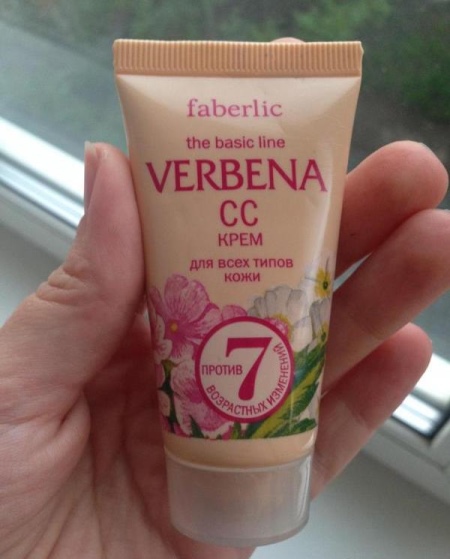 faberlic
the basic line
VERBENA
CC
КРЕМ
для всех типов
кожи
ПРОТИВ
7
ВОЗРАСТНЫХ ИЗМЕНЕНИЙ